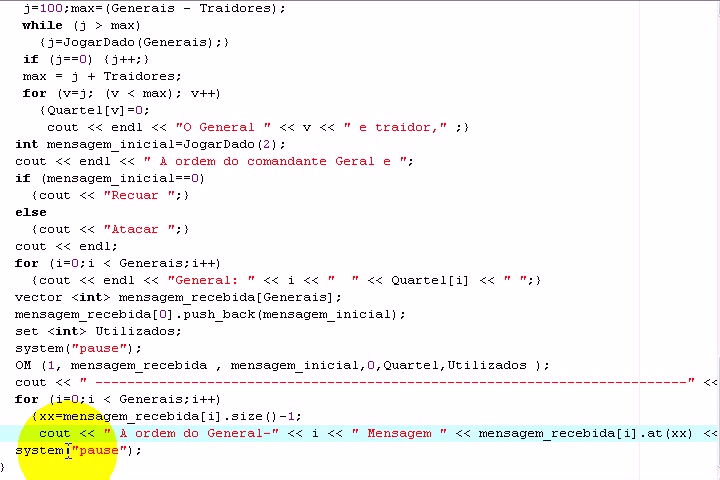 j=100;max=(Generais - Traidores);
while (j > max)
{j=JogarDado(Generais);}
if (j==0) {j++;}
max = j + Traidores;
for (v=j; (v < max); v++)
{Quartel[v]=0;
cout << endl << "O General " << v << " e traidor," ;}
int mensagem_inicial=JogarDado(2);
cout << endl << " A ordem do comandante Geral e ";
if (mensagem_inicial==0)
{cout << "Recuar ";}
else
{cout << "Atacar ";}
cout << endl;
for (i=0;i < Generais;i++)
{cout << endl << "General: " << i << "  " << Quartel[i] << " ";}
vector <int> mensagem_recebida[Generais];
mensagem_recebida[0].push_back(mensagem_inicial);
set <int> Utilizados;
system("pause");
OM (1, mensagem_recebida , mensagem_inicial,0,Quartel,Utilizados );
cout << " --------------------------------------------------------------------------" <<
for (i=0;i < Generais;i++)
{xx=mensagem_recebida[i].size()-1;
cout << " A ordem do General-" << i << " Mensagem " << mensagem_recebida[i].at(xx) <<
system("pause");
}